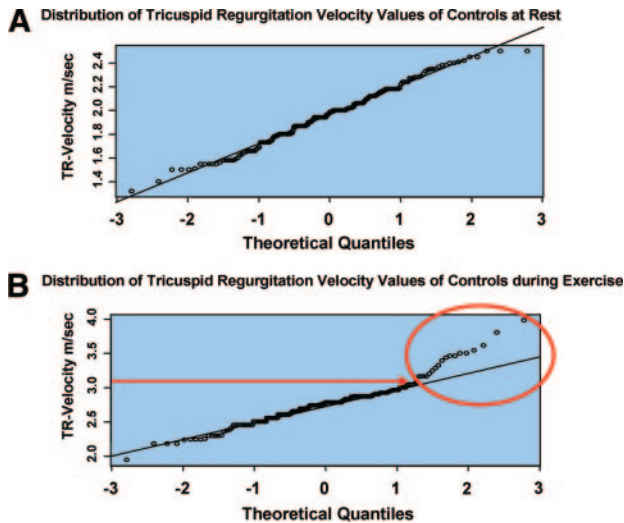 A Distribution of Tricuspid Regurgitation Velocity Values of Controls at Rest
TR-Velocity m/sec
2.4
2.2
2.0
1.8
1.6
1.4
-3 -2 -1 0 1 2 3
Theoretical Quantiles
B Distribution of Tricuspid Regurgitation Velocity Values of Controls during Exercise
TR-Velocity m/sec
4.0
3.5
3.0
2.5
2.0
-3 -2 -1 0 1 2 3
Theoretical Quantiles